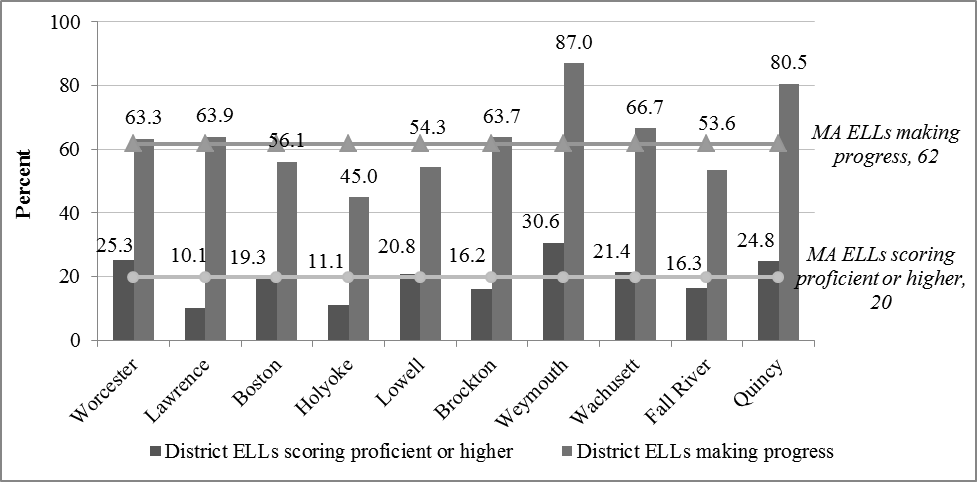 100
80
60
40
20
0
Percent
63.3
63.9
56.1
45.0
54.3
63.7
87.0
66.7
53.6
80.5
25.3
10.1
19.3
11.1
20.8
16.2
30.6
21.4
16.3
24.8
MA ELLs making
progress, 62
MA ELLs scoring
proficient or higher,
20
Worcester
Lawrence
Boston
Holyoke
Lowell
Brockton
Weymouth
Wachusett
Fall River
Quincy
District ELLs scoring proficient or higher
District ELLs making progress